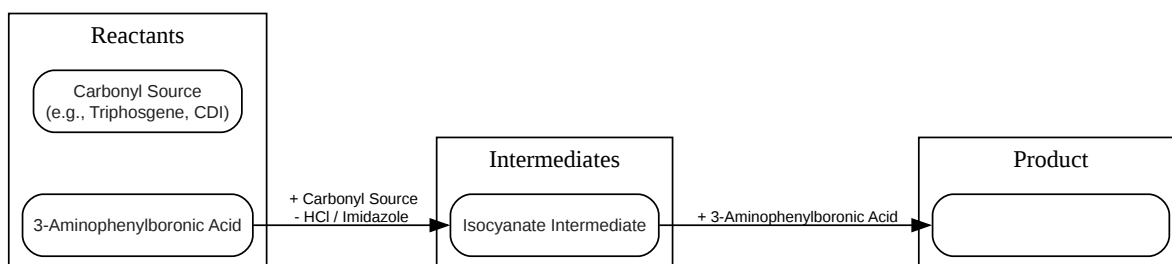 Reactants
Carbonyl Source
(e.g., Triphosgene, CDI)
3-Aminophenylboronic Acid
+ Carbonyl Source
- HCl / Imidazole
Intermediates
Isocyanate Intermediate
+ 3-Aminophenylboronic Acid
Product